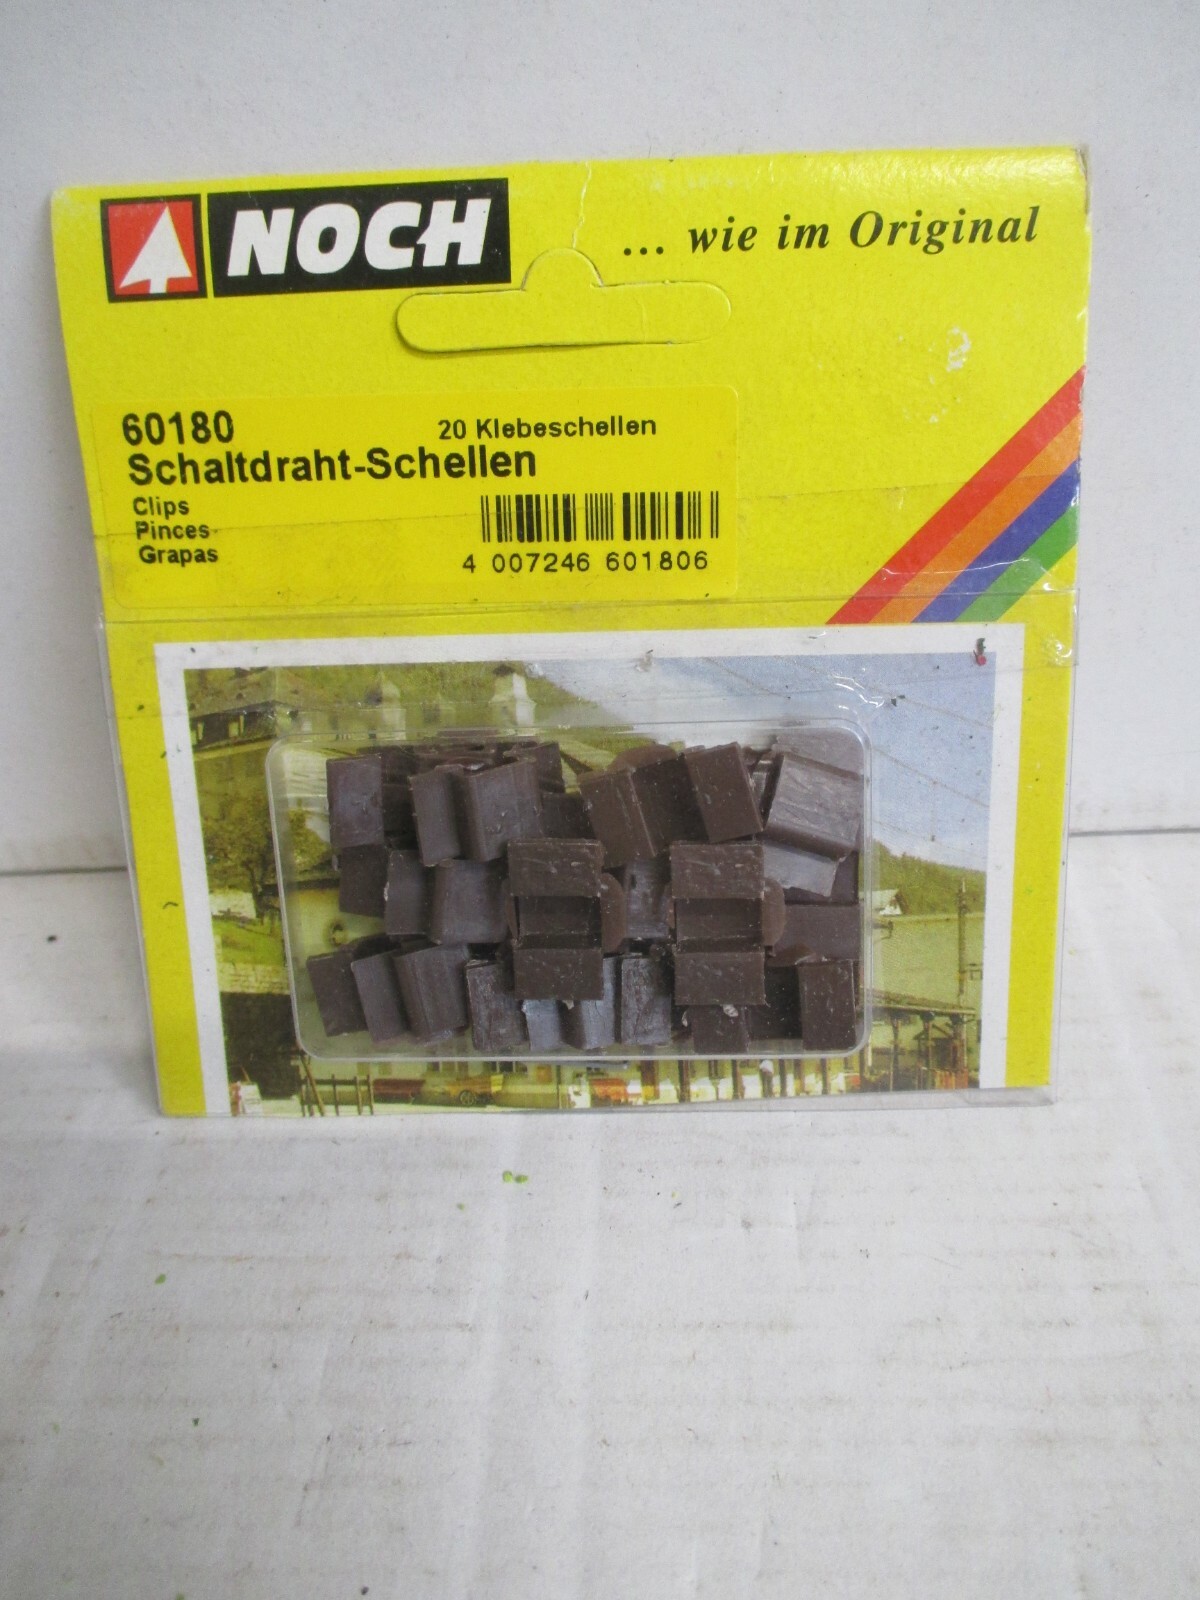 NOCH
... wie im Original
60180 20 Klebeschellen
Schaltdraht-Schellen
Clips
Pinces
Grapas
4 007246 601806